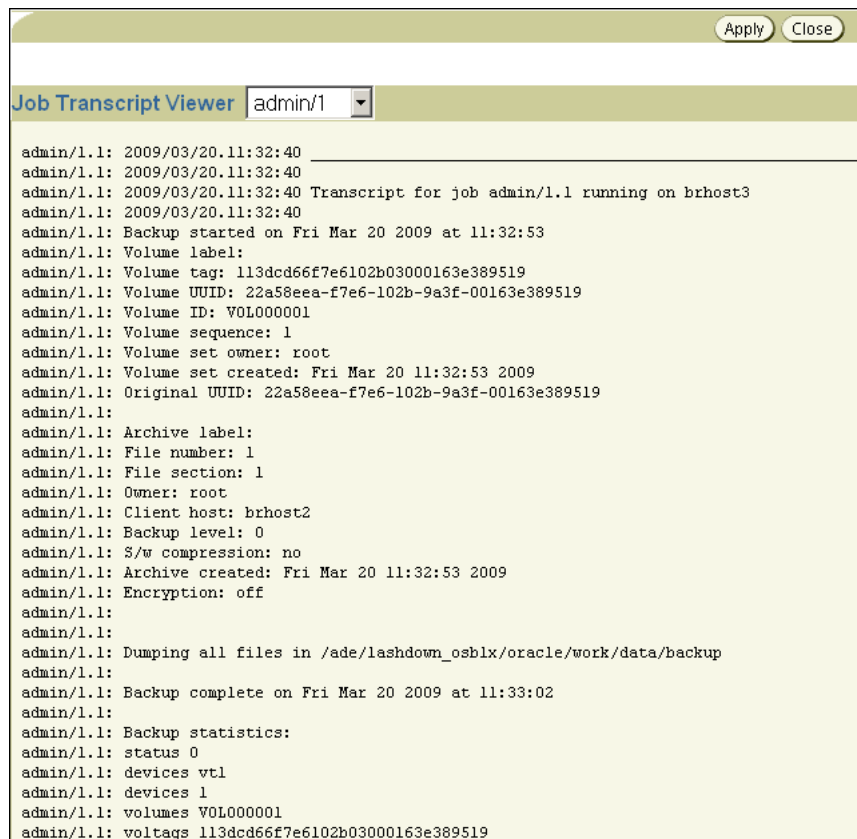 Apply Close
Job Transcript Viewer admin/1
admin/1.1: 2009/03/20.11:32:40 ______________________________________________________
admin/1.1: 2009/03/20.11:32:40
admin/1.1: 2009/03/20.11:32:40 Transcript for job admin/1.1 running on brhost3
admin/1.1: 2009/03/20.11:32:40
admin/1.1: Backup started on Fri Mar 20 2009 at 11:32:53
admin/1.1: Volume label:
admin/1.1: Volume tag: 113dcd66f7e6102b03000163e389519
admin/1.1: Volume UUID: 22a58eea-f7e6-102b-9a3f-00163e389519
admin/1.1: Volume ID: VOL000001
admin/1.1: Volume sequence: 1
admin/1.1: Volume set owner: root
admin/1.1: Volume set created: Fri Mar 20 11:32:53 2009
admin/1.1: Original UUID: 22a58eea-f7e6-102b-9a3f-00163e389519
admin/1.1:
admin/1.1: Archive label:
admin/1.1: File number: 1
admin/1.1: File section: 1
admin/1.1: Owner: root
admin/1.1: Client host: brhost2
admin/1.1: Backup level: 0
admin/1.1: S/w compression: no
admin/1.1: Archive created: Fri Mar 20 11:32:53 2009
admin/1.1: Encryption: off
admin/1.1:
admin/1.1:
admin/1.1: Dumping all files in /ade/lashdown_osblx/oracle/work/data/backup
admin/1.1:
admin/1.1: Backup complete on Fri Mar 20 2009 at 11:33:02
admin/1.1:
admin/1.1: Backup statistics:
admin/1.1: status 0
admin/1.1: devices vt1
admin/1.1: devices 1
admin/1.1: volumes VOL000001
admin/1.1: voltags 113dcd66f7e6102b03000163e389519